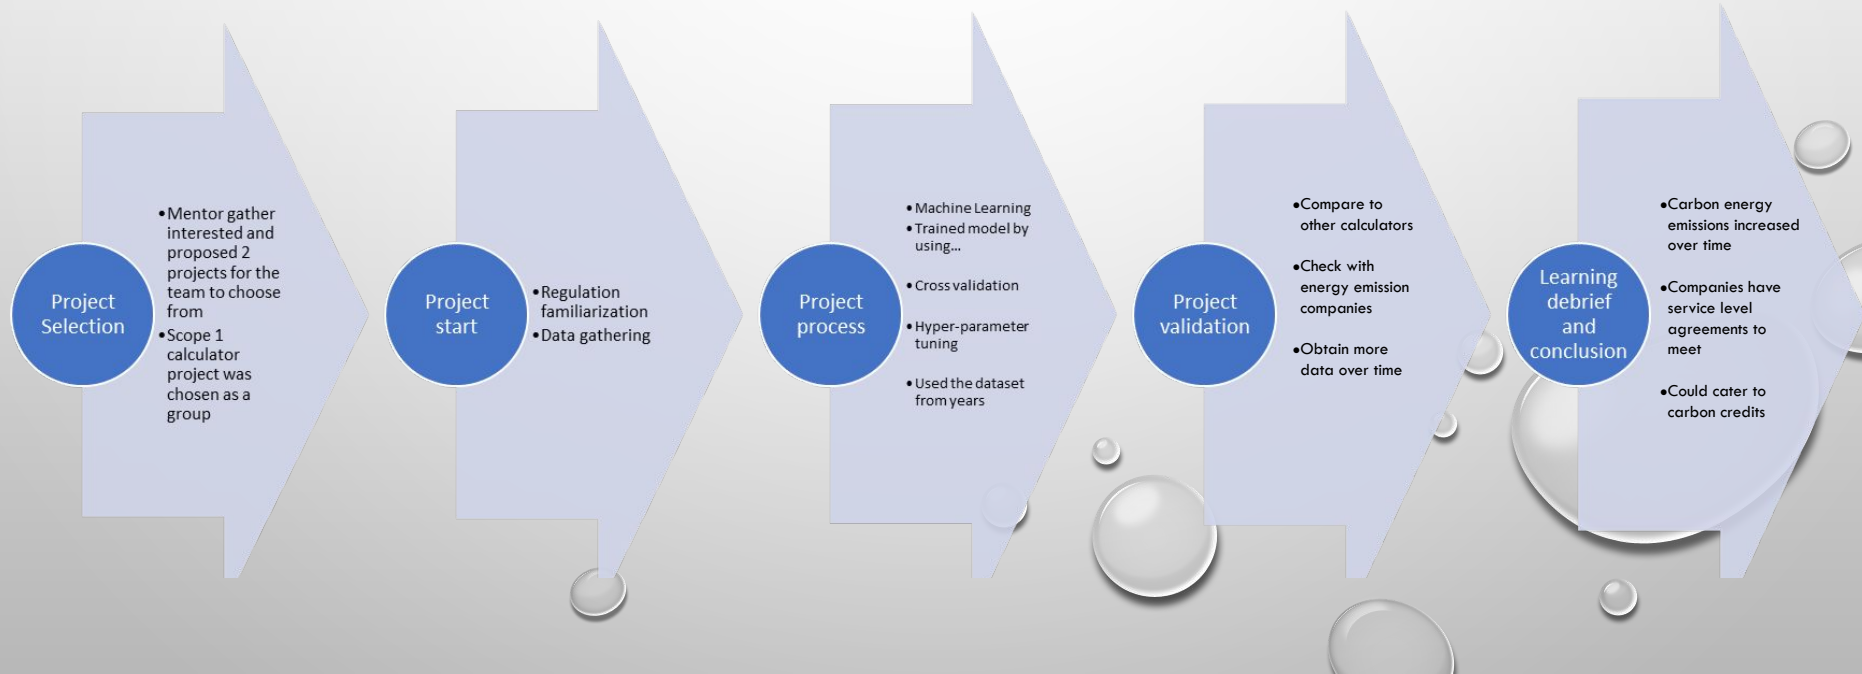 Project
Selection
•Mentor gather
interested and
proposed 2
projects for the
team to choose
from
•Scope 1
calculator
project was
chosen as a
group
Project
start
•Regulation
familiarization
•Data gathering
Project
process
•Machine Learning
•Trained model by
using...
•Cross validation
•Hyper-parameter
tuning
•Used the dataset
from years
Project
validation
•Compare to
other calculators
•Check with
energy emission
companies
•Obtain more
data over time
Learning
debrief
and
conclusion
•Carbon energy
emissions increased
over time
•Companies have
service level
agreements to
meet
•Could cater to
carbon credits